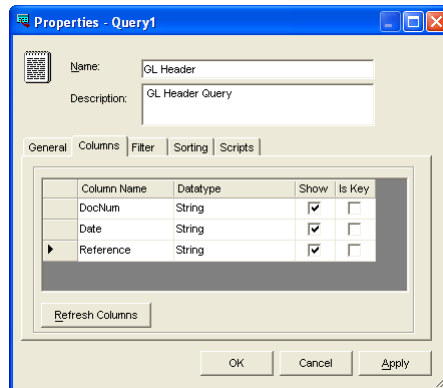 Properties - Query1
Name: GL Header
Description: GL Header Query
General Columns Filter Sorting Scripts
Column Name Datatype Show Is Key
DocNum String
Date String
Reference String
Refresh Columns
OK Cancel Apply